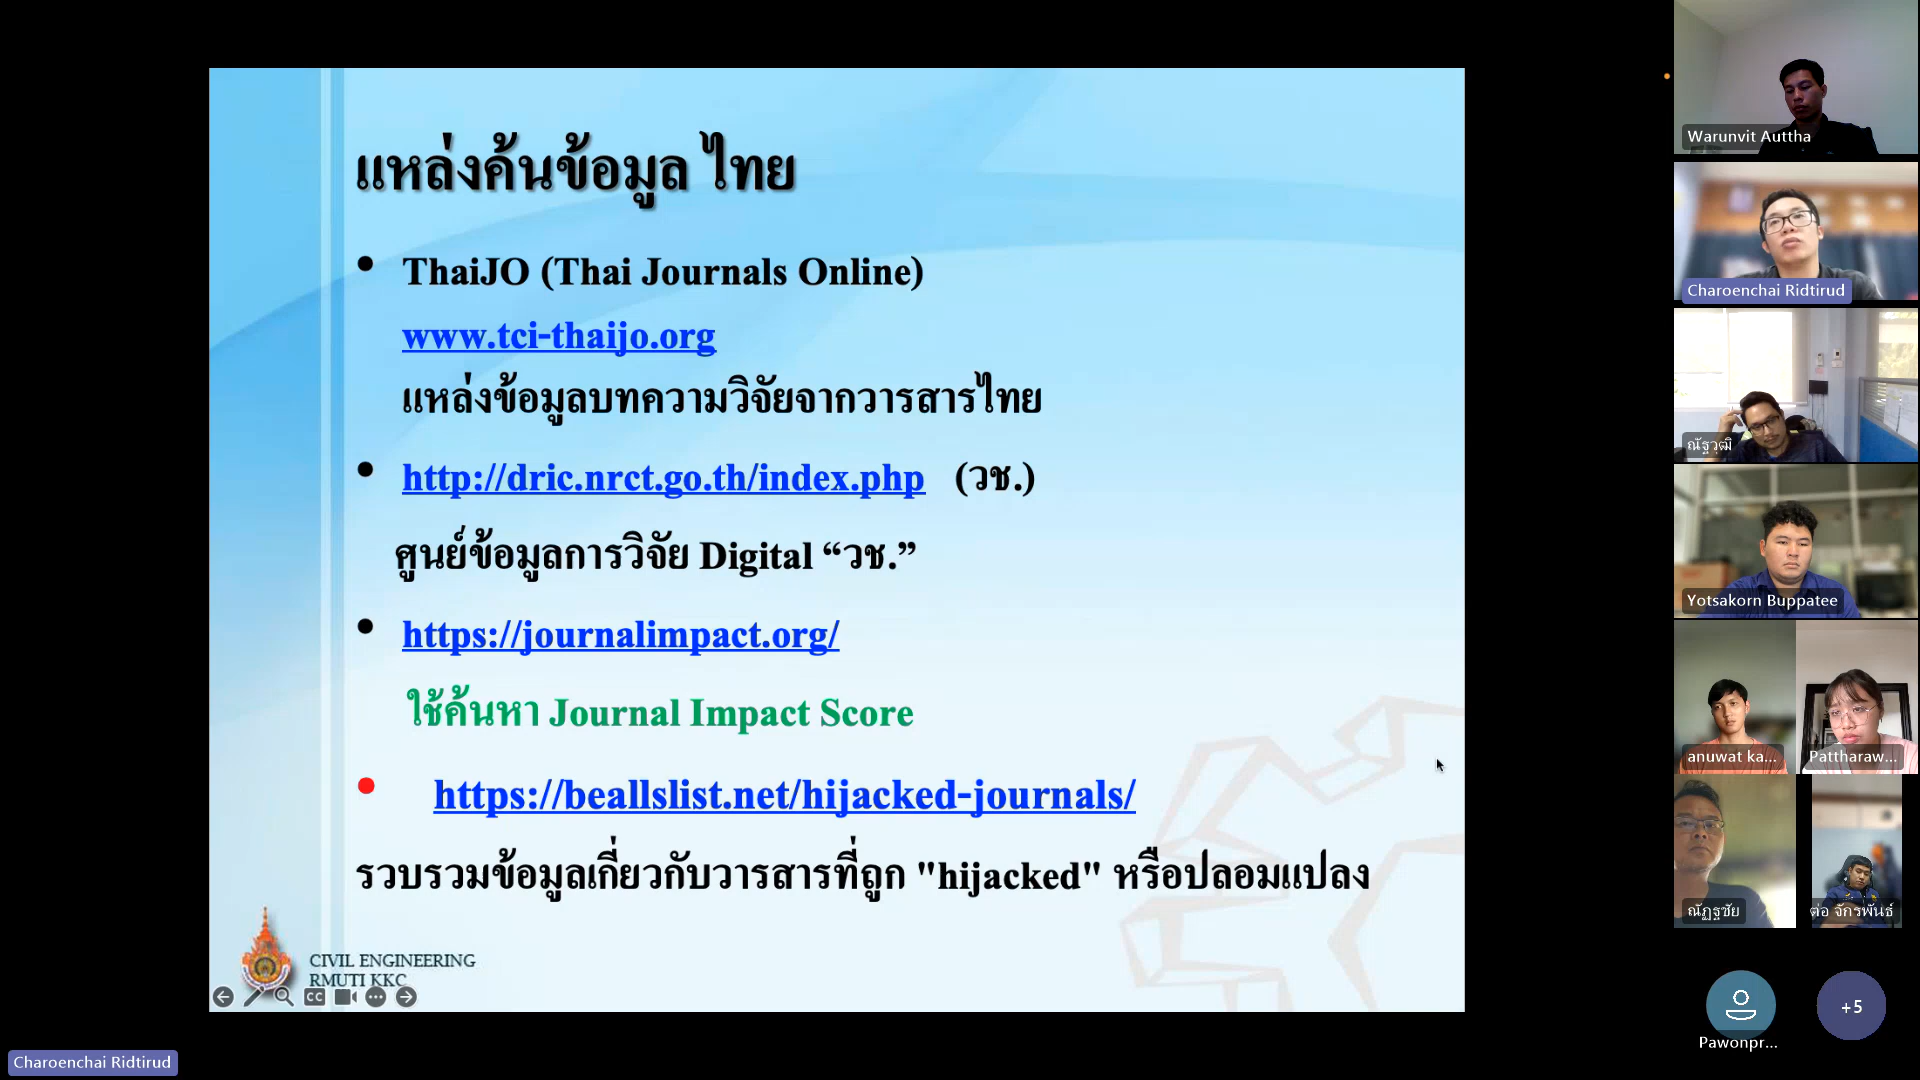 แหล่งค้นข้อมูล ไทย
• ThaiJO (Thai Journals Online)
www.tci-thaijo.org
แหล่งข้อมูลบทความวิจัยจากวารสารไทย
• http://dric.nrct.go.th/index.php (วช.)
ศูนย์ข้อมูลการวิจัย Digital “วช.”
• https://journalimpact.org/
ใช้ค้นหา Journal Impact Score
• https://beallslist.net/hijacked-journals/
รวบรวมข้อมูลเกี่ยวกับวารสารที่ถูก "hijacked" หรือปลอมแปลง
CIVIL ENGINEERING
RMUTI KKC
CC
Charoenchai Ridtirud
Warunvit Auttha
Charoenchai Ridtirud
ณัฐวุฒิ
Yotsakorn Buppatee
anuwat ka...
Pattharaw...
ณัฏฐชัย
ต่อ จักรพันธ์
Pawonpr...
+5